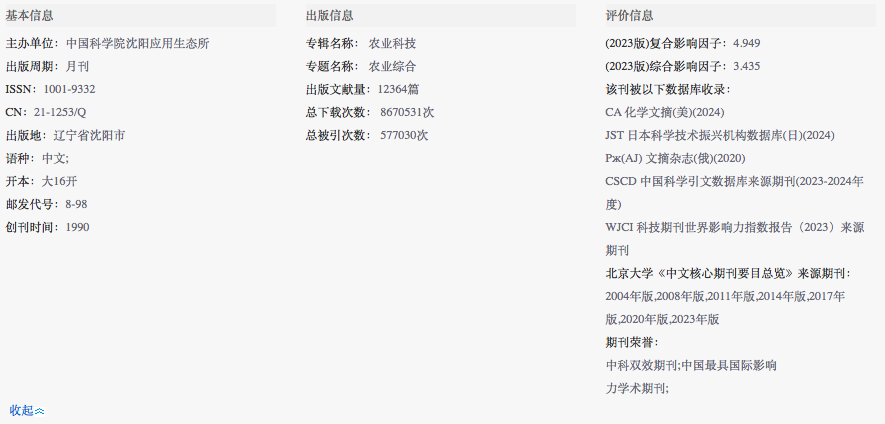 基本信息
主办单位：中国科学院沈阳应用生态所
出版周期：月刊
ISSN：1001-9332
CN：21-1253/Q
出版地：辽宁省沈阳市
语种：中文;
开本：大16开
邮发代号：8-98
创刊时间：1990
出版信息
专辑名称： 农业科技
专题名称： 农业综合
出版文献量：12364篇
总下载次数： 8670531次
总被引次数： 577030次
评价信息
(2023版)复合影响因子：4.949
(2023版)综合影响因子：3.435
该刊被以下数据库收录：
CA 化学文摘(美)(2024)
JST 日本科学技术振兴机构数据库(日)(2024)
Pж(AJ) 文摘杂志(俄)(2020)
CSCD 中国科学引文数据库来源期刊(2023-2024年
度)
WJCI 科技期刊世界影响力指数报告（2023）来源
期刊
北京大学《中文核心期刊要目总览》来源期刊：
2004年版,2008年版,2011年版,2014年版,2017年
版,2020年版,2023年版
期刊荣誉：
中科双效期刊;中国最具国际影响
力学术期刊;
收起